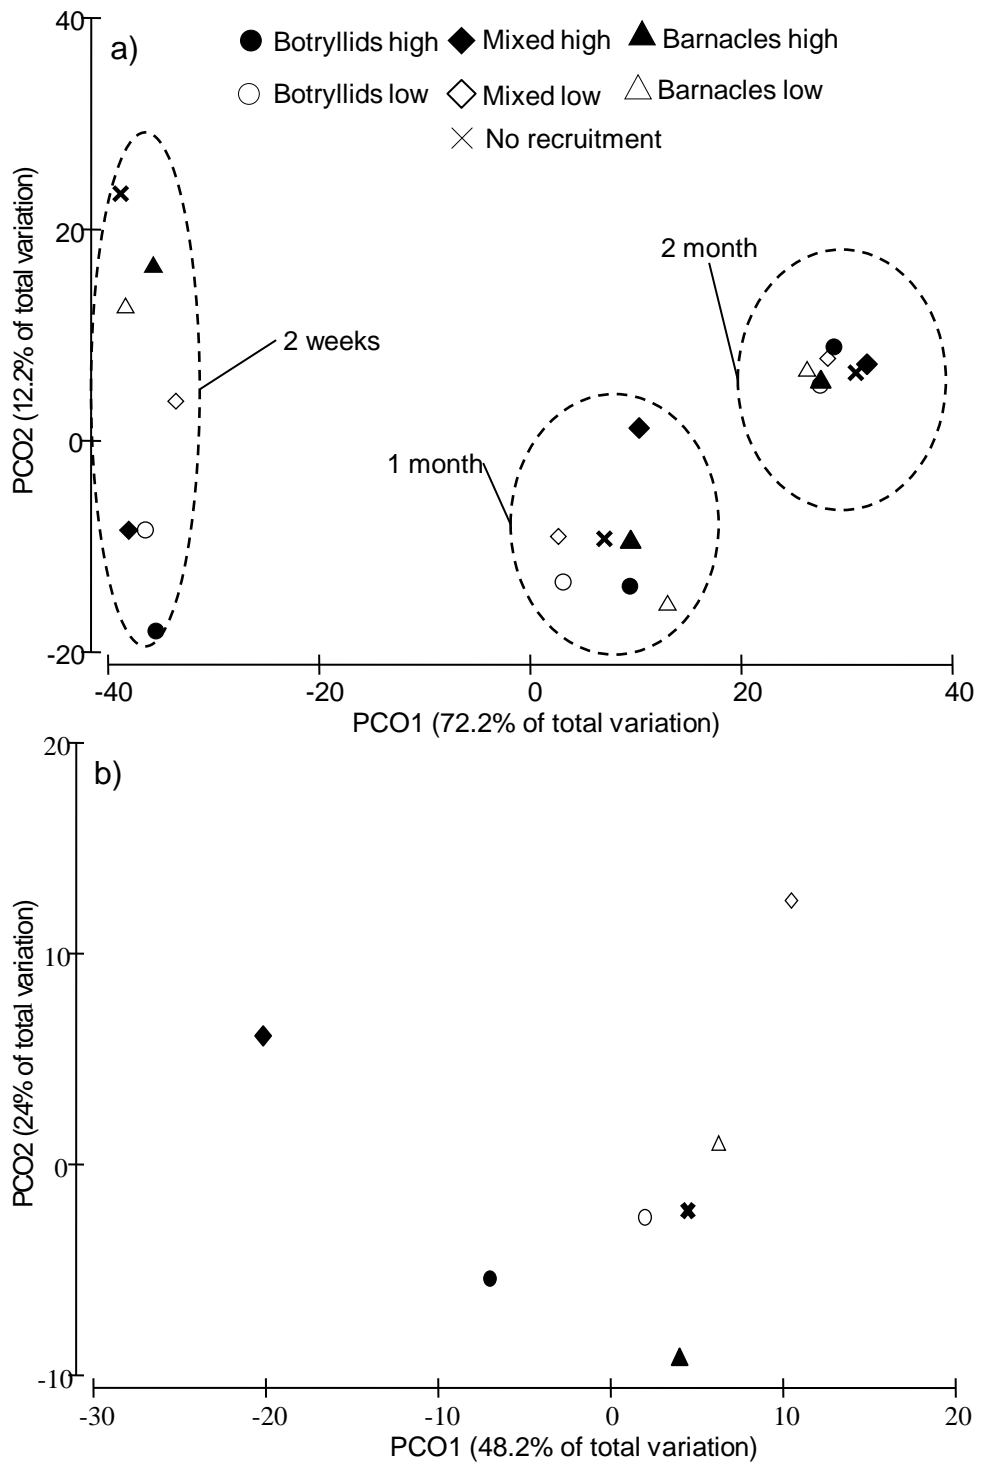 40
a)
Botryllids high
Mixed high
Barnacles high
Botryllids low
Mixed low
Barnacles low
No recruitment
PCO2 (12.2% of total variation)
20
2 month
2 weeks
0
1 month
-20
-40
-20
0
20
40
PCO1 (72.2% of total variation)
20
b)
PCO2 (24% of total variation)
10
0
-10
-30
-20
-10
0
10
20
PCO1 (48.2% of total variation)